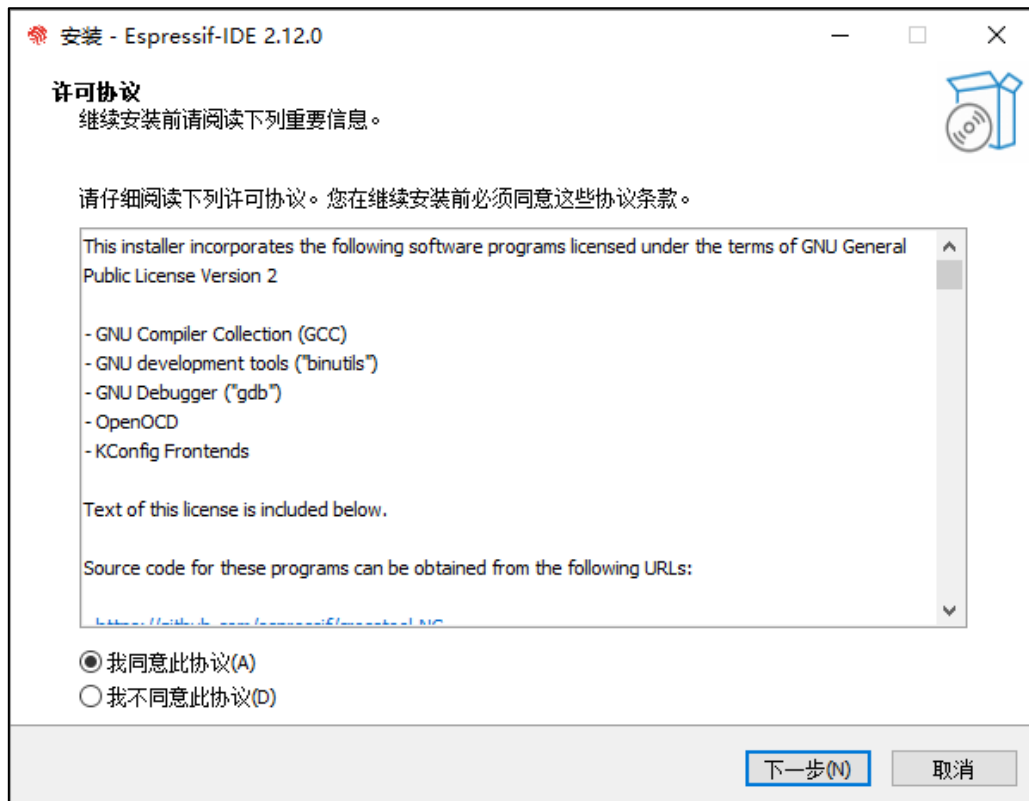 安装 - Espressif-IDE 2.12.0
许可协议
继续安装前请阅读下列重要信息。
请仔细阅读下列许可协议。您在继续安装前必须同意这些协议条款。
This installer incorporates the following software programs licensed under the terms of GNU General
Public License Version 2
- GNU Compiler Collection (GCC)
- GNU development tools ("binutils")
- GNU Debugger ("gdb")
- OpenOCD
- KConfig Frontends
Text of this license is included below.
Source code for these programs can be obtained from the following URLs:
我同意此协议(A)
我不同意此协议(D)
下一步(N)
取消